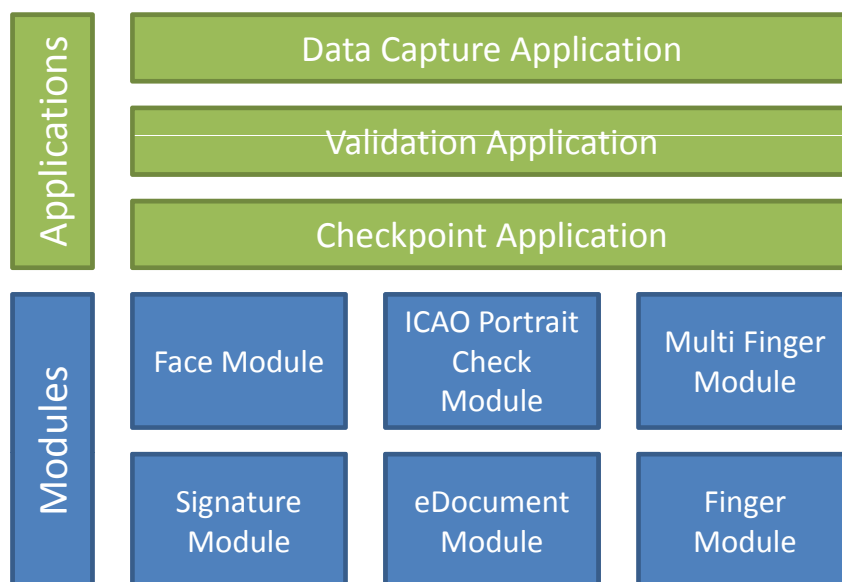 Applications
Data Capture Application
Validation Application
Checkpoint Application
Modules
Face Module
ICAO Portrait
Check
Module
Multi Finger
Module
Signature
Module
eDocument
Module
Finger
Module